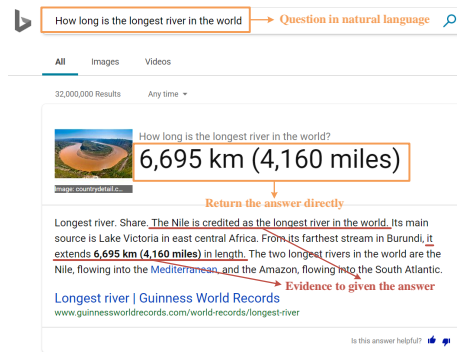 How long is the longest river in the world
Question in natural language
All Images Videos
32,000,000 Results Any time
How long is the longest river in the world?
6,695 km (4,160 miles)
Image: countrydetail.c...
Return the answer directly
Longest river. Share. The Nile is credited as the longest river in the world. Its main
source is Lake Victoria in east central Africa. From its farthest stream in Burundi, it
extends 6,695 km (4,160 miles) in length. The two longest rivers in the world are the
Nile, flowing into the Mediterranean, and the Amazon, flowing into the South Atlantic.
Evidence to given the answer
Longest river | Guinness World Records
www.guinnessworldrecords.com/world-records/longest-river
Is this answer helpful?